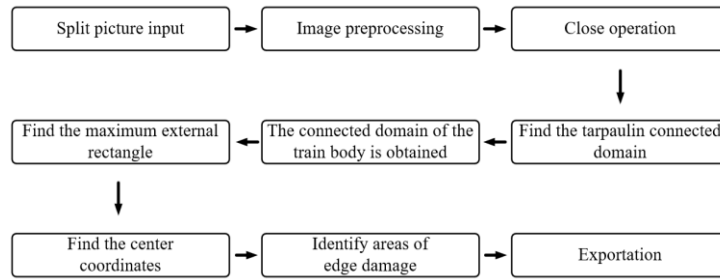 Split picture input
Image preprocessing
Close operation
Find the tarpaulin connected
domain
The connected domain of the
train body is obtained
Find the maximum external
rectangle
Find the center
coordinates
Identify areas of
edge damage
Exportation